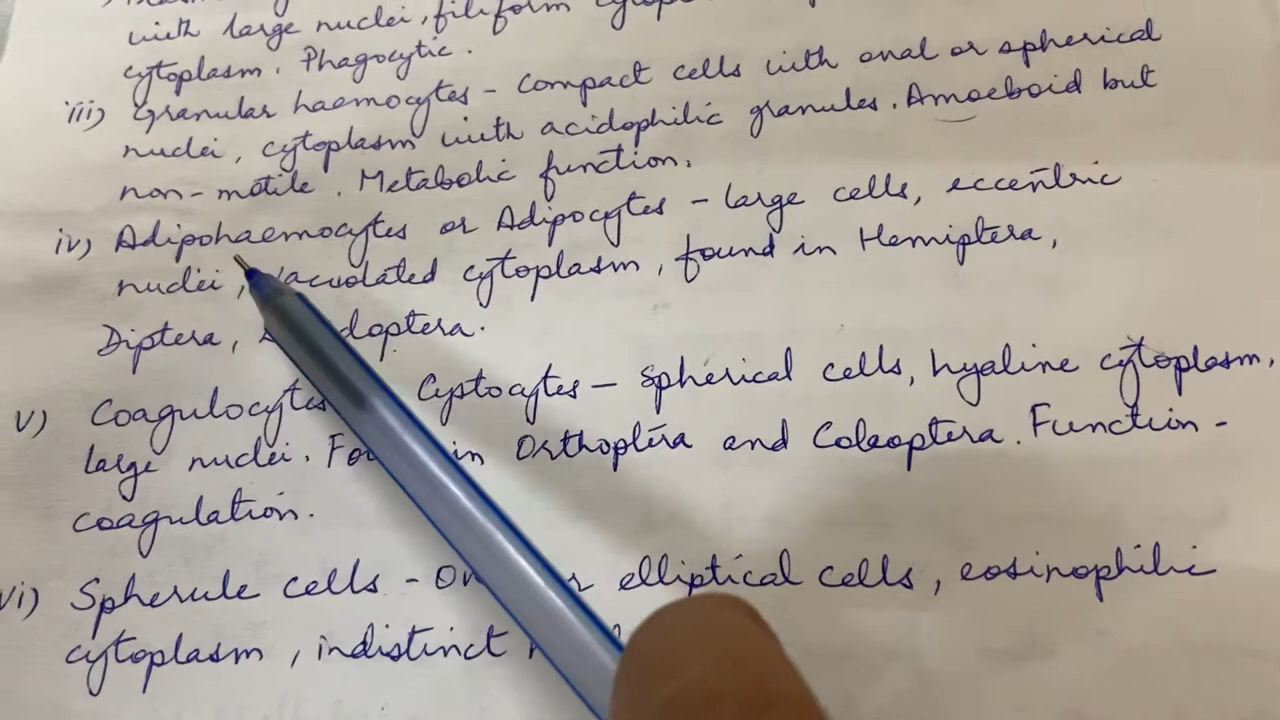 with large nuclei, filiform
cytoplasm. Phagocytic.
iii) Granular haemocytes - Compact cells with oval or spherical
nuclei, cytoplasm with acidophilic granules. Amoeboid but
non-motile. Metabolic function.
iv) Adipohaemocytes or Adipocytes - large cells, eccentric
nuclei, cytoplasm, found in Hemiptera,
Diptera,
v) Coagulocytes Cystocytes - Spherical cells, hyaline cytoplasm,
large nuclei. in Orthoptera and Coleoptera. Function -
coagulation.
vi) Spherule cells - elliptical cells, eosinophilic
cytoplasm, indistinct